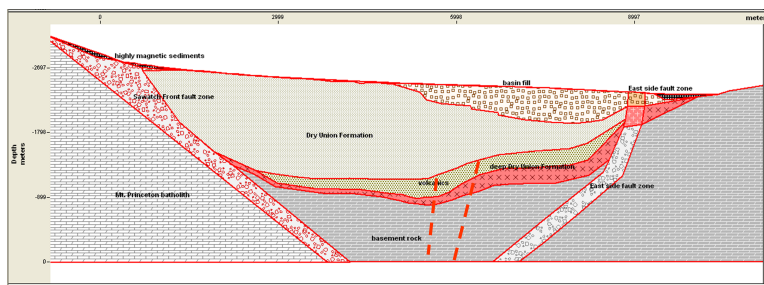 0 2999 5998 8997 meters
highly magnetic sediments
-2697
basin fill
East side fault zone
Sawatch Front fault zone
-1798
Dry Union Formation
deep Dry Union Formation
volcanics
East side fault zone
Mt. Princeton batholith
-899
basement rock
0
Depth
meters